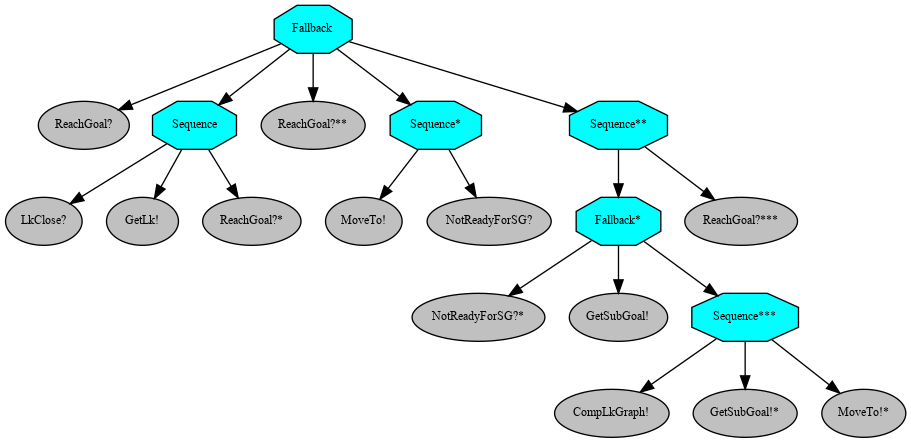 Fallback
ReachGoal?
Sequence
ReachGoal?**
Sequence*
Sequence**
LkClose?
GetLk!
ReachGoal?*
MoveTo!
NotReadyForSG?
Fallback*
ReachGoal?***
NotReadyForSG?*
GetSubGoal!
Sequence***
CompLkGraph!
GetSubGoal!*
MoveTo!*